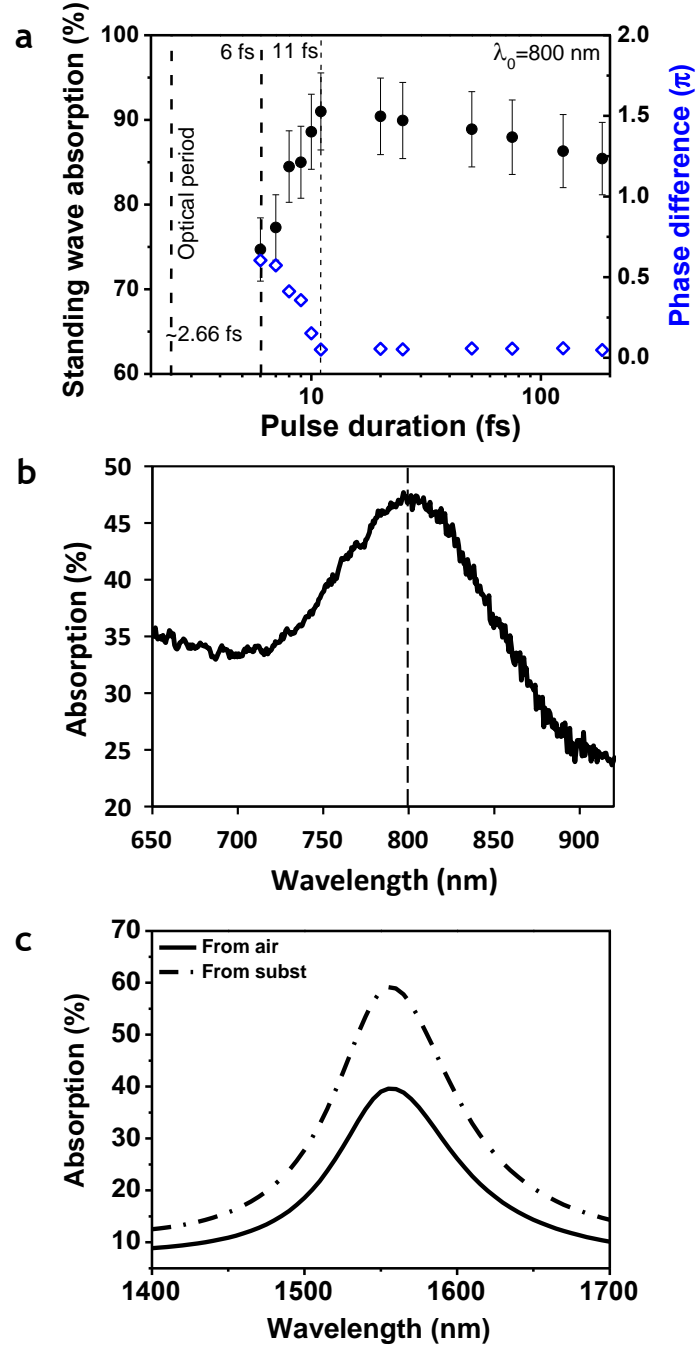 a
Standing wave absorption (%)
100
90
80
70
60
6 fs
11 fs
λ₀=800 nm
Optical period
~2.66 fs
2.0
1.5
1.0
0.5
0.0
Phase difference (π)
10
100
Pulse duration (fs)
b
Absorption (%)
50
45
40
35
30
25
20
650
700
750
800
850
900
Wavelength (nm)
c
Absorption (%)
70
60
50
40
30
20
10
From air
From subst
1400
1500
1600
1700
Wavelength (nm)